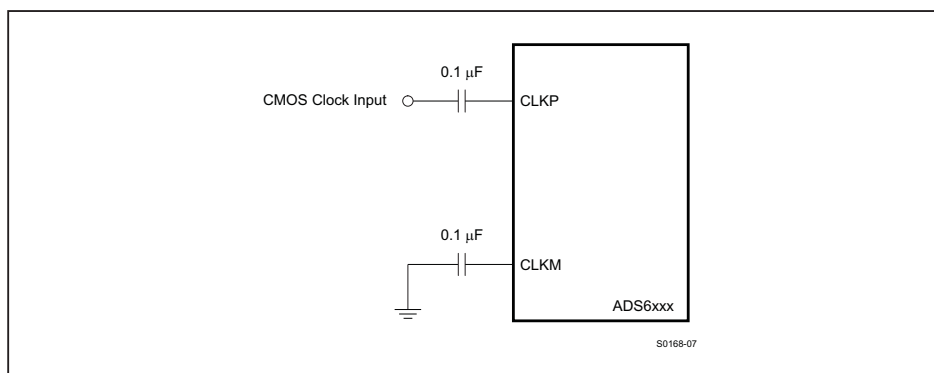 0.1 μF
CMOS Clock Input
CLKP
0.1 μF
CLKM
ADS6xxx
S0168-07